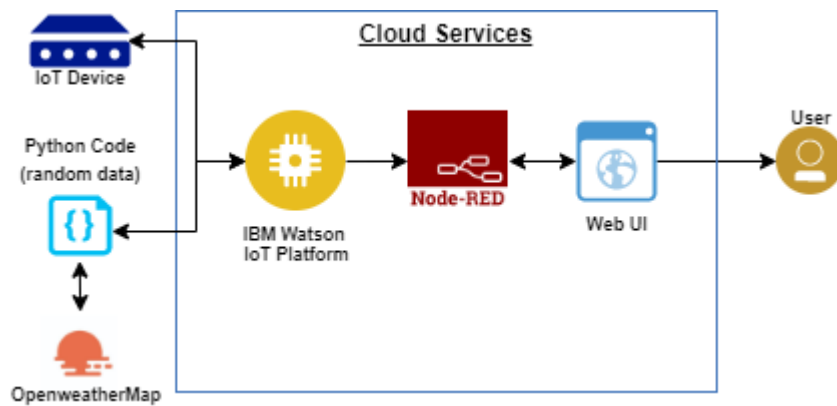 Cloud Services
IoT Device
Python Code
(random data)
{ }
OpenweatherMap
IBM Watson
IoT Platform
Node-RED
Web UI
User